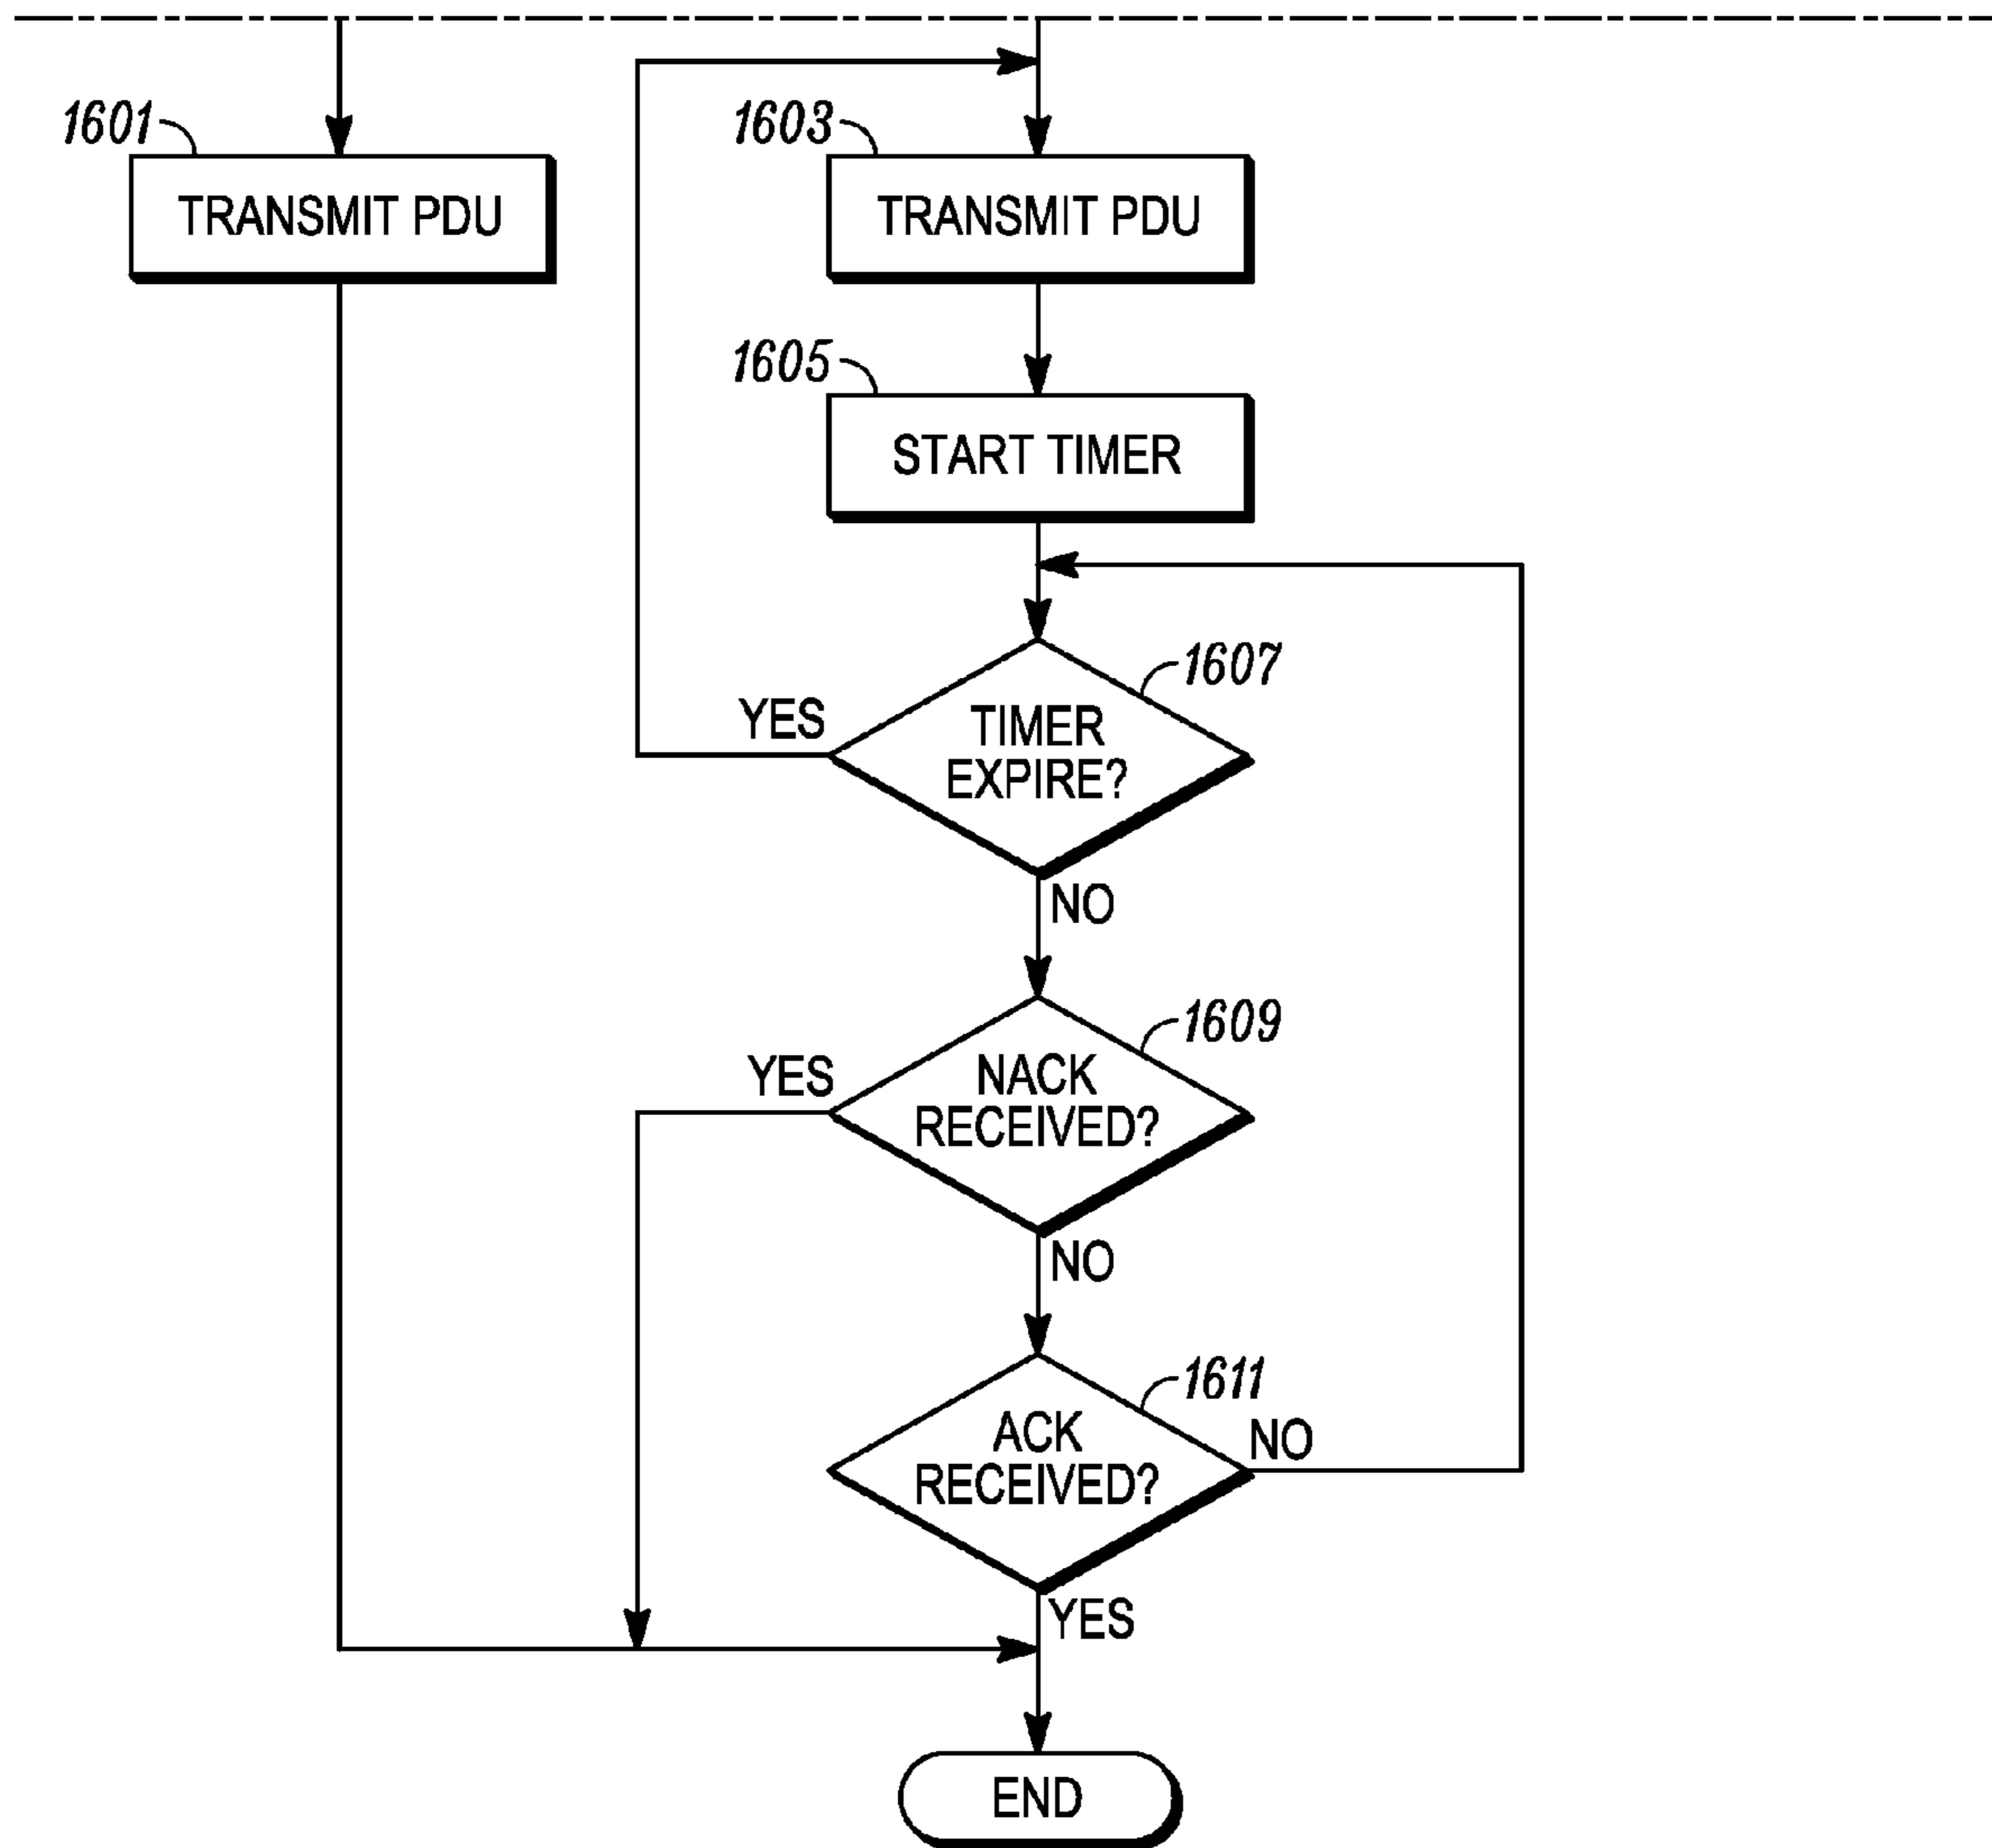 1601
TRANSMIT PDU
1603
TRANSMIT PDU
1605
START TIMER
1607
TIMER
EXPIRE?
YES
NO
1609
NACK
RECEIVED?
YES
NO
1611
ACK
RECEIVED?
NO
YES
END